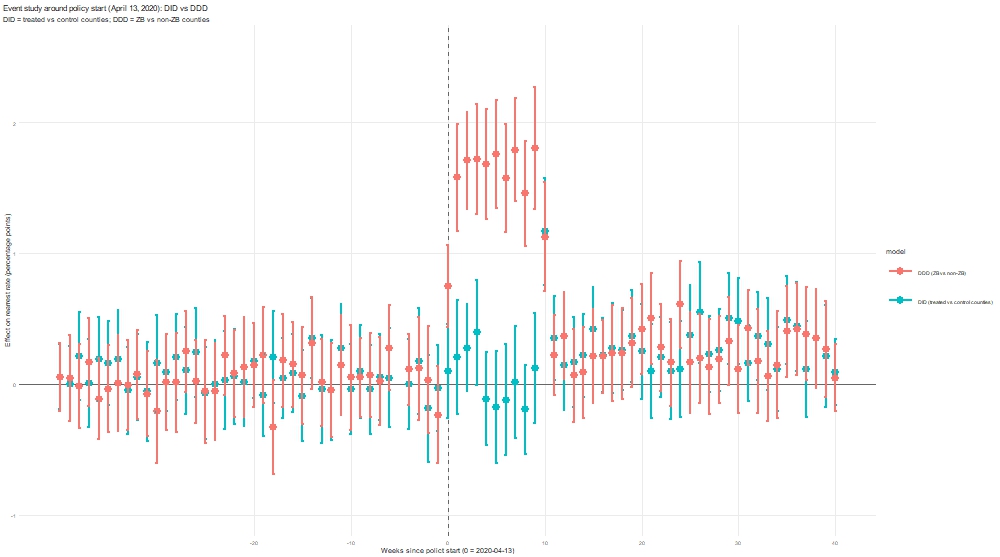 Event study around policy start (April 13, 2020): DID vs DDD
DID = treated vs control counties; DDD = ZB vs non-ZB counties
Effect on nearest rate (percentage points)
2
1
0
-1
-20
-10
0
10
20
30
40
Weeks since polict start (0 = 2020-04-13)
model
DDD (ZB vs non-ZB)
DID (treated vs control counties)